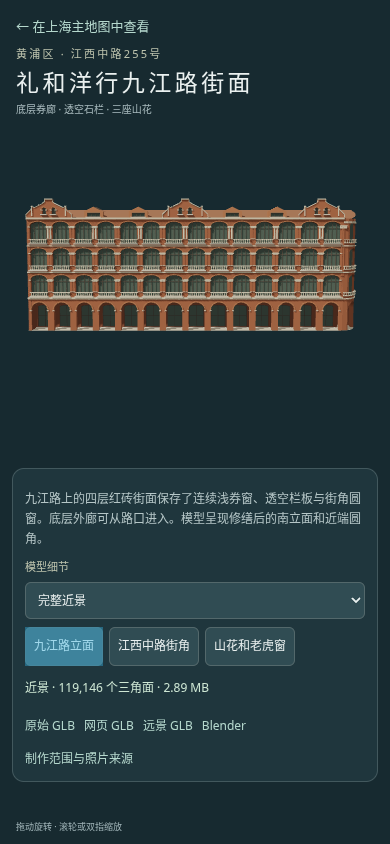 ← 在上海主地图中查看
黄浦区 · 江西中路255号
礼和洋行九江路街面
底层券廊 · 透空石栏 · 三座山花
九江路上的四层红砖街面保存了连续浅券窗、透空栏板与街角圆
窗。底层外廊可从路口进入。模型呈现修缮后的南立面和近端圆
角。
模型细节
完整近景
九江路立面 江西中路街角 山花和老虎窗
近景 · 119,146 个三角面 · 2.89 MB
原始 GLB 网页 GLB 远景 GLB Blender
制作范围与照片来源
拖动旋转 · 滚轮或双指缩放